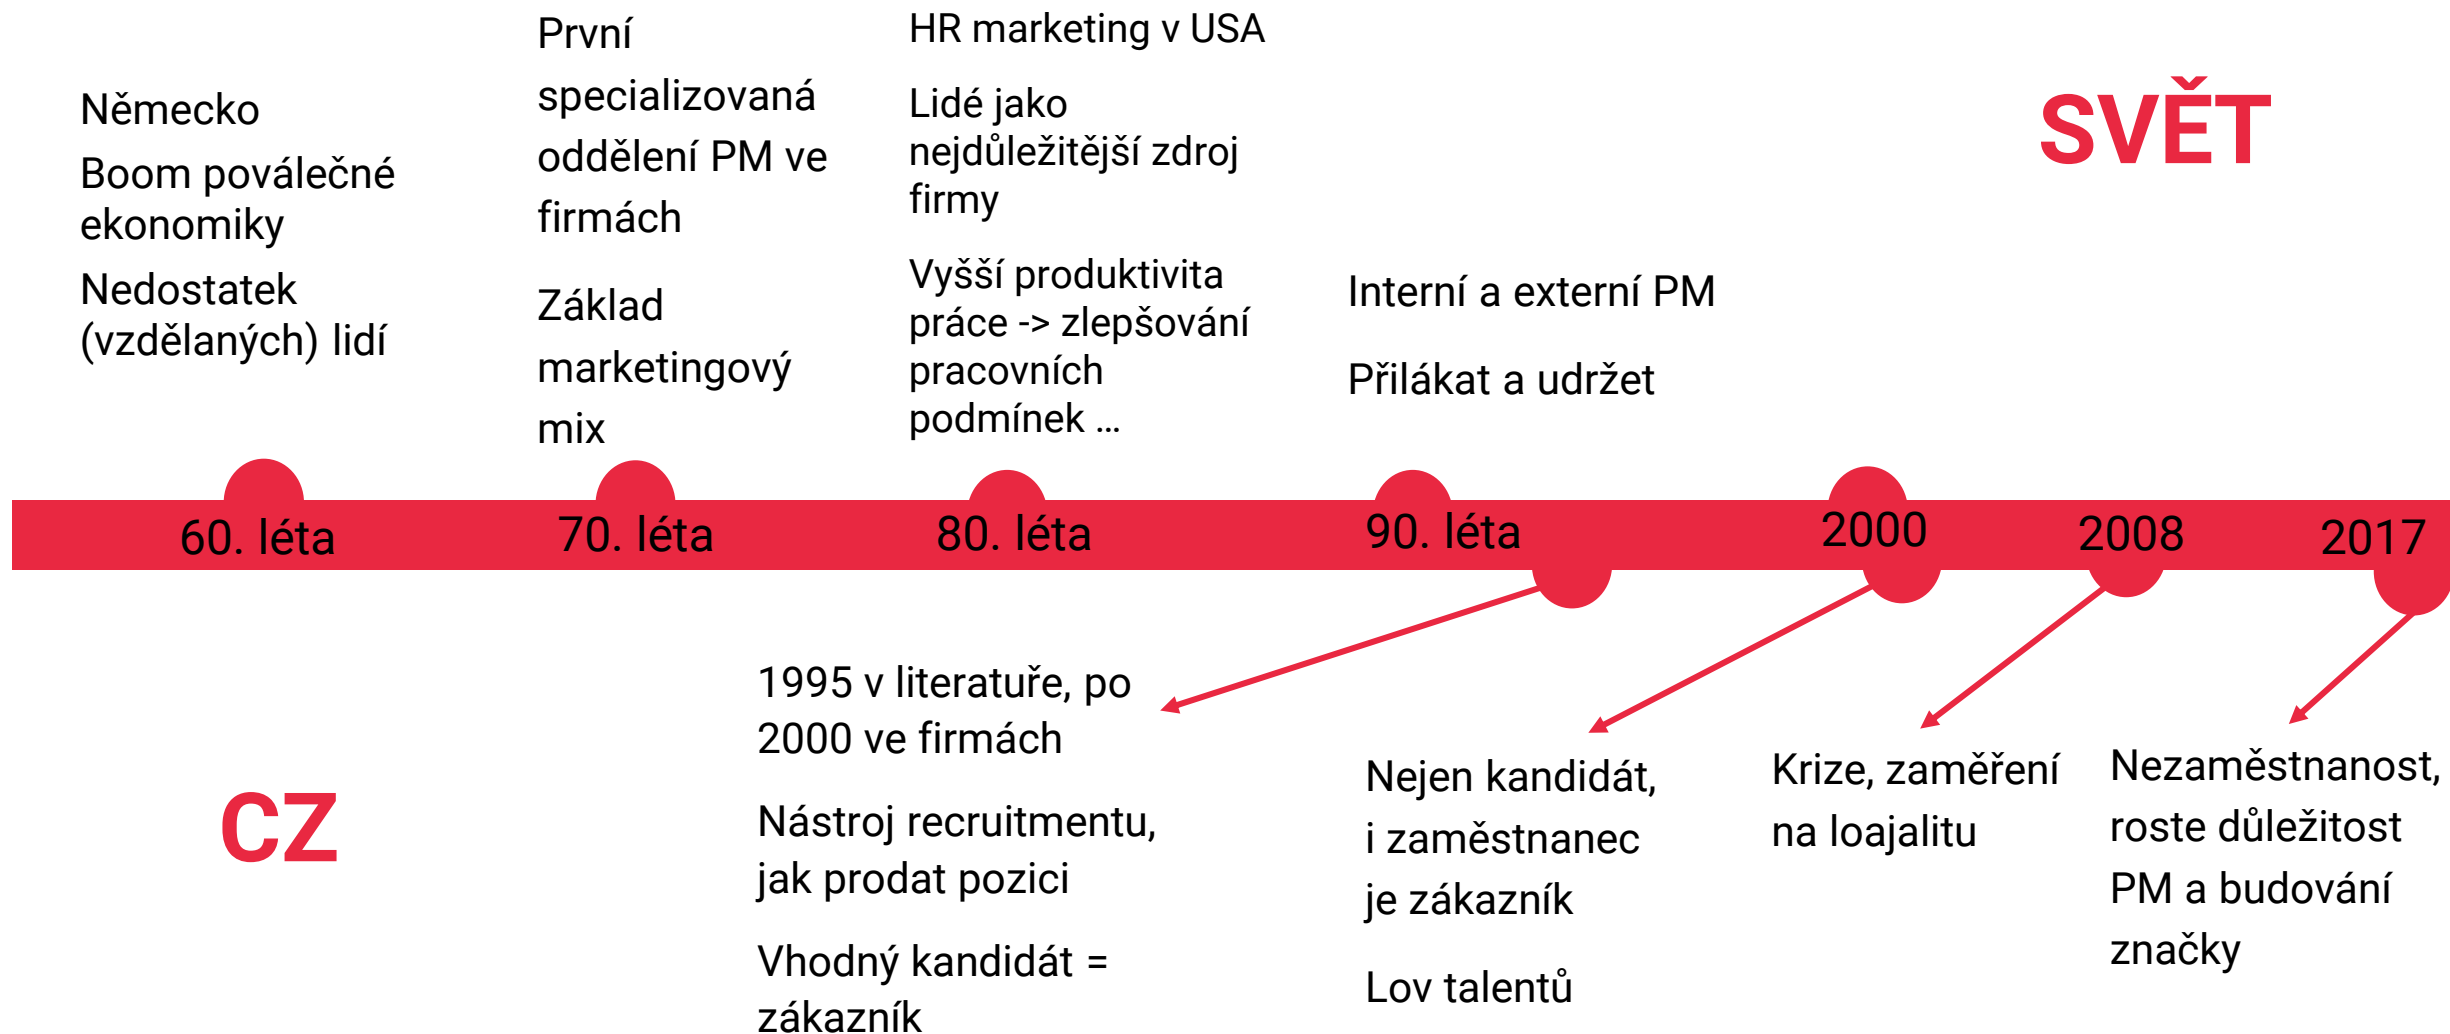 Německo
Boom poválečné
ekonomiky
Nedostatek
(vzdělaných) lidí
První
specializovaná
oddělení PM ve
firmách
Základ
marketingový
mix
HR marketing v USA
Lidé jako
nejdůležitější zdroj
firmy
Vyšší produktivita
práce -> zlepšování
pracovních
podmínek ...
Interní a externí PM
Přilákat a udržet
SVĚT
60. léta
70. léta
80. léta
90. léta
2000
2008
2017
CZ
1995 v literatuře, po
2000 ve firmách
Nástroj recruitmentu,
jak prodat pozici
Vhodný kandidát =
zákazník
Nejen kandidát,
i zaměstnanec
je zákazník
Lov talentů
Krize, zaměření
na loajalitu
Nezaměstnanost,
roste důležitost
PM a budování
značky